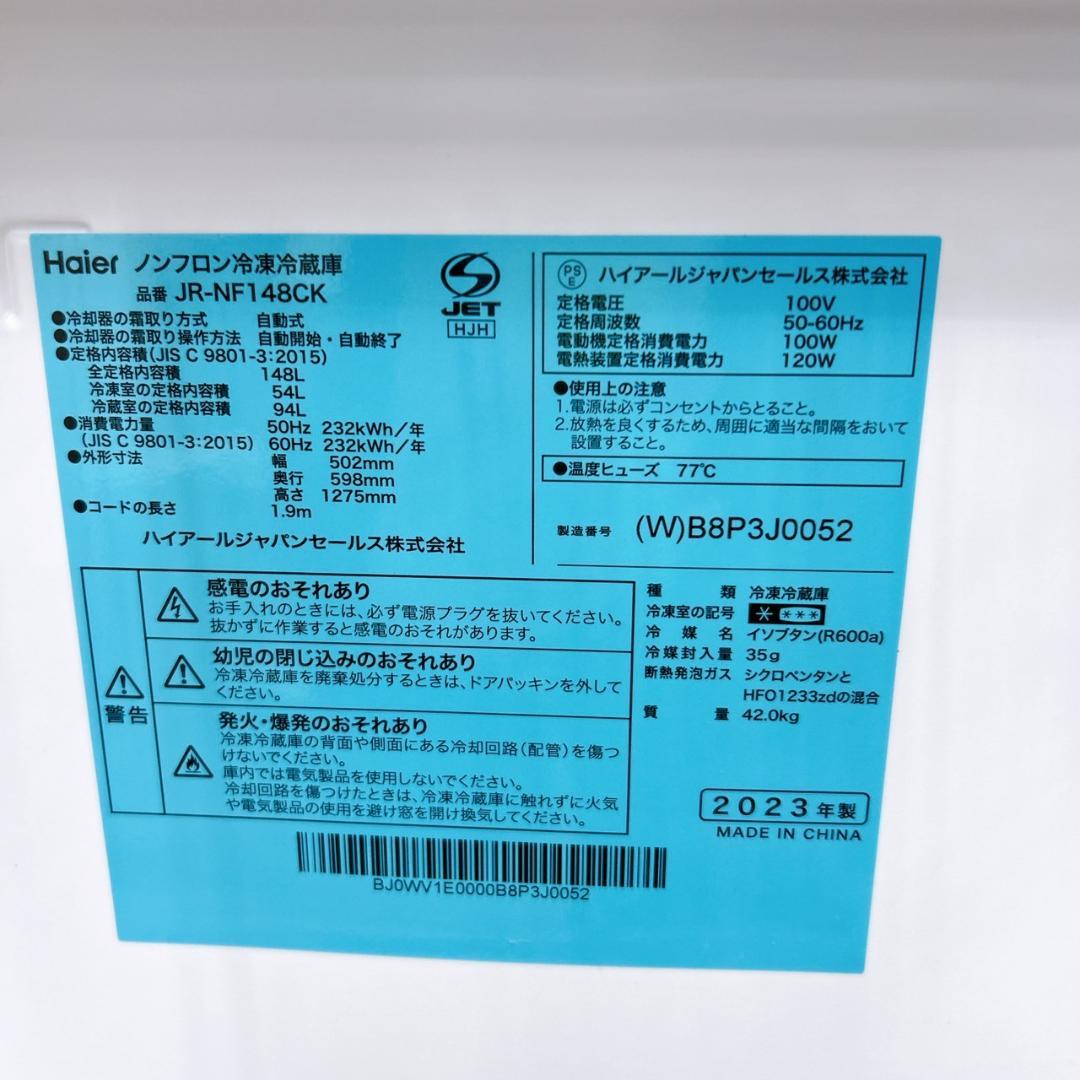 Haier ノンフロン冷凍冷蔵庫
品番 JR-NF148CK
●冷却器の霜取り方式 自動式
●冷却器の霜取り操作方法 自動開始・自動終了
●定格内容積(JIS C 9801-3:2015)
全定格内容積 148L
冷凍室の定格内容積 54L
冷蔵室の定格内容積 94L
●消費電力量 50Hz 232kWh/年
(JIS C 9801-3:2015) 60Hz 232kWh/年
●外形寸法 幅 502mm
奥行 598mm
高さ 1275mm
●コードの長さ 1.9m
ハイアールジャパンセールス株式会社
JET
HJH
PSE ハイアールジャパンセールス株式会社
定格電圧 100V
定格周波数 50-60Hz
電動機定格消費電力 100W
電熱装置定格消費電力 120W
●使用上の注意
1.電源は必ずコンセントからとること。
2.放熱を良くするため、周囲に適当な間隔をおいて
設置すること。
●温度ヒューズ 77℃
製造番号 (W)B8P3J0052
警告
感電のおそれあり
お手入れのときには、必ず電源プラグを抜いてください。
抜かずに作業すると感電のおそれがあります。
幼児の閉じ込みのおそれあり
冷凍冷蔵庫を廃棄処分するときは、ドアパッキンを外して
ください。
発火・爆発のおそれあり
冷凍冷蔵庫の背面や側面にある冷却回路(配管)を傷つ
けないでください。
庫内では電気製品を使用しないでください。
冷却回路を傷つけたときは、冷凍冷蔵庫に触れずに火気
や電気製品の使用を避け窓を開け換気してください。
種類 冷凍冷蔵庫
冷凍室の記号 * ***
冷媒名 イソブタン(R600a)
冷媒封入量 35g
断熱発泡ガス シクロペンタンと
HFO1233zdの混合
質量 42.0kg
2023年製
MADE IN CHINA
BJ0WV1E0000B8P3J0052